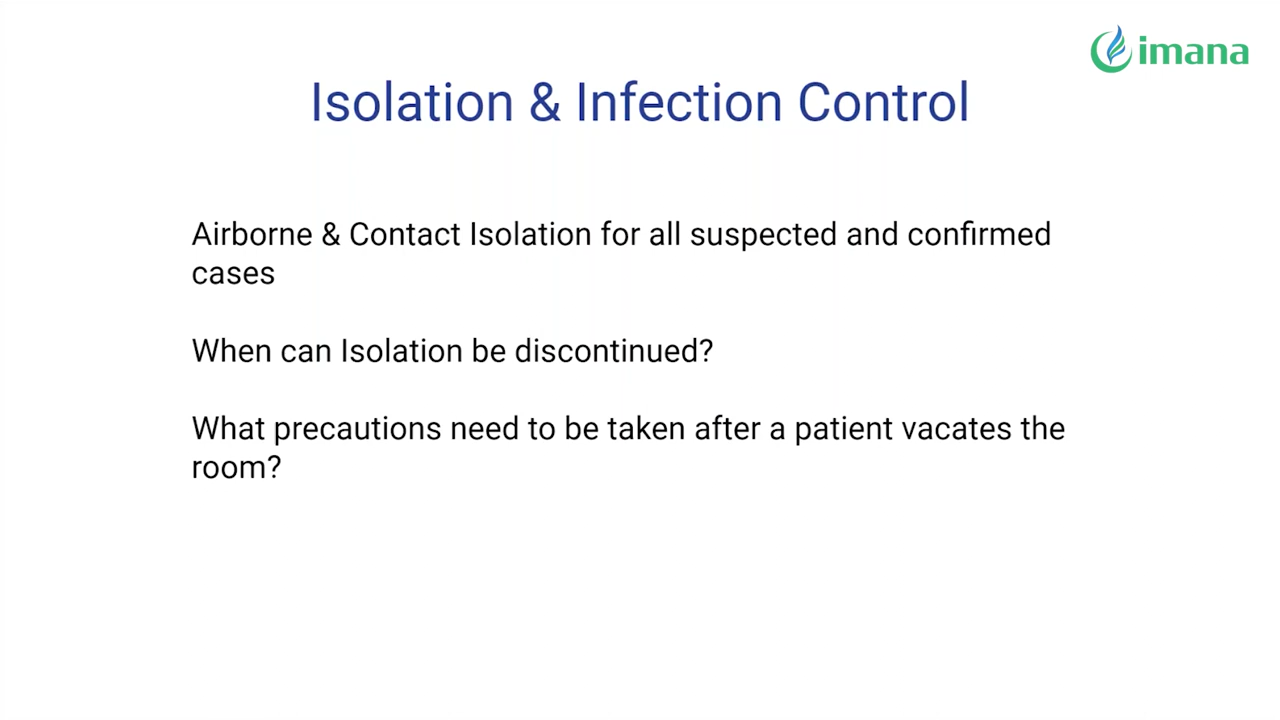 imana
Isolation & Infection Control
Airborne & Contact Isolation for all suspected and confirmed
cases
When can Isolation be discontinued?
What precautions need to be taken after a patient vacates the
room?